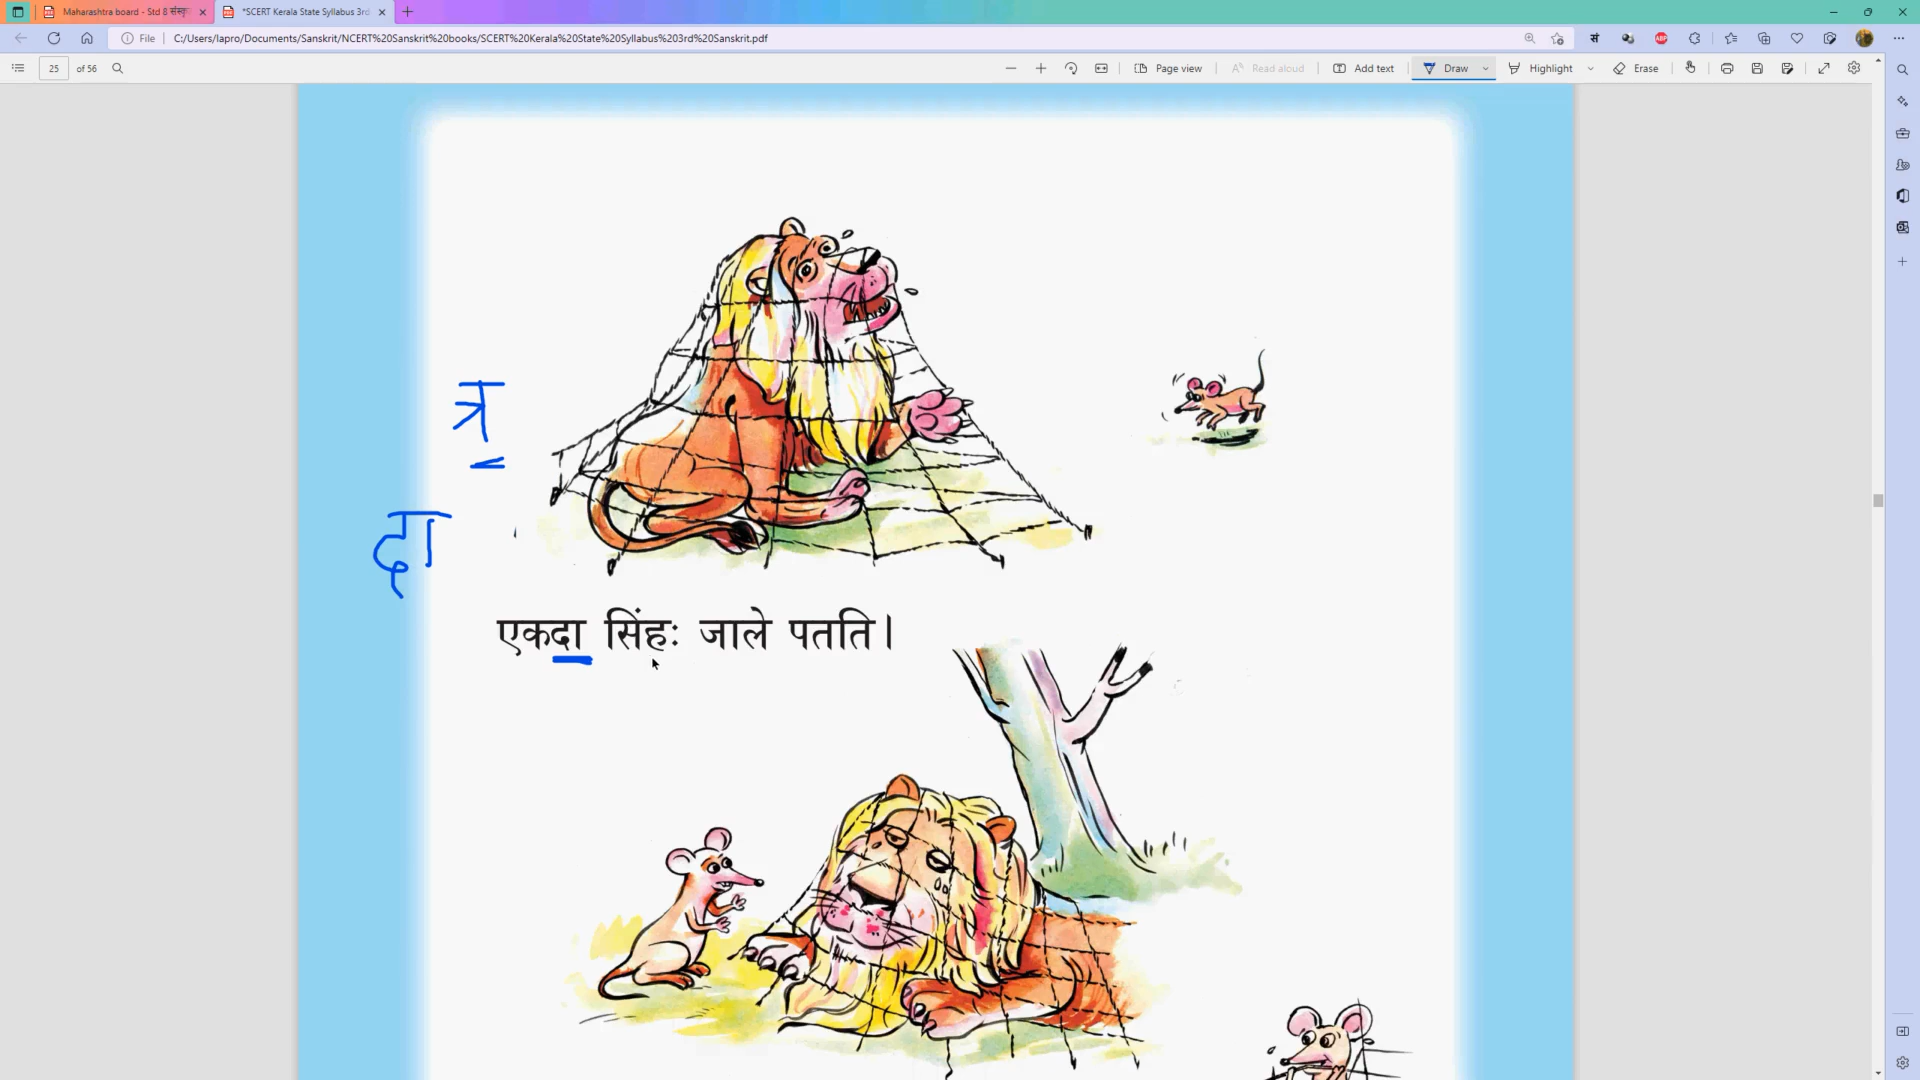 Maharashtra board - Std 8 संस्कृ
*SCERT Kerala State Syllabus 3rd
File
C:/Users/lapro/Documents/Sanskrit/NCERT%20Sanskrit%20books/SCERT%20Kerala%20State%20Syllabus%203rd%20Sanskrit.pdf
सं
ABP
25 of 56
Page view
Read aloud
Add text
Draw
Highlight
Erase
त्र
दा
एकदा सिंहः जाले पतति।